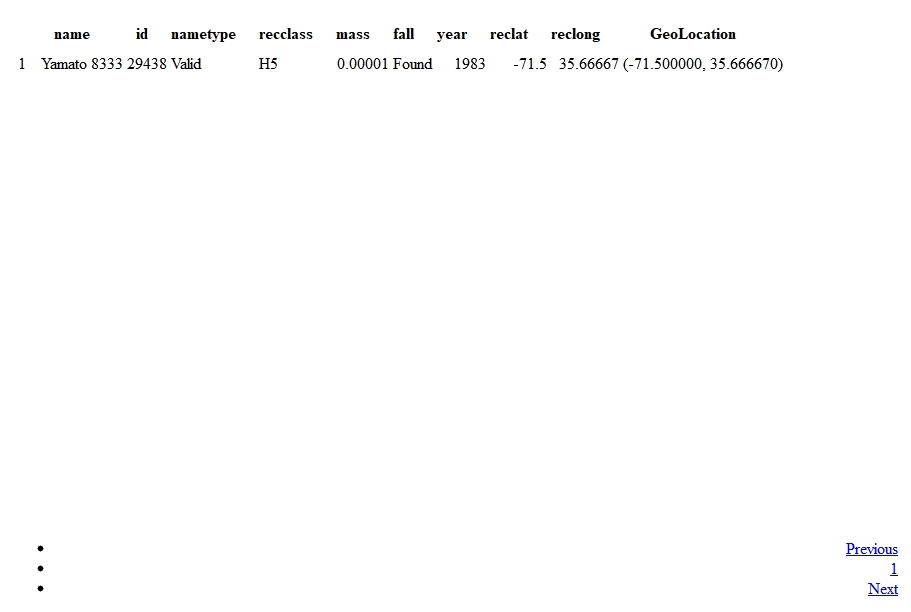 name id nametype recclass mass fall year reclat reclong GeoLocation
1 Yamato 8333 29438 Valid H5 0.00001 Found 1983 -71.5 35.66667 (-71.500000, 35.666670)
• Previous
• 1
• Next